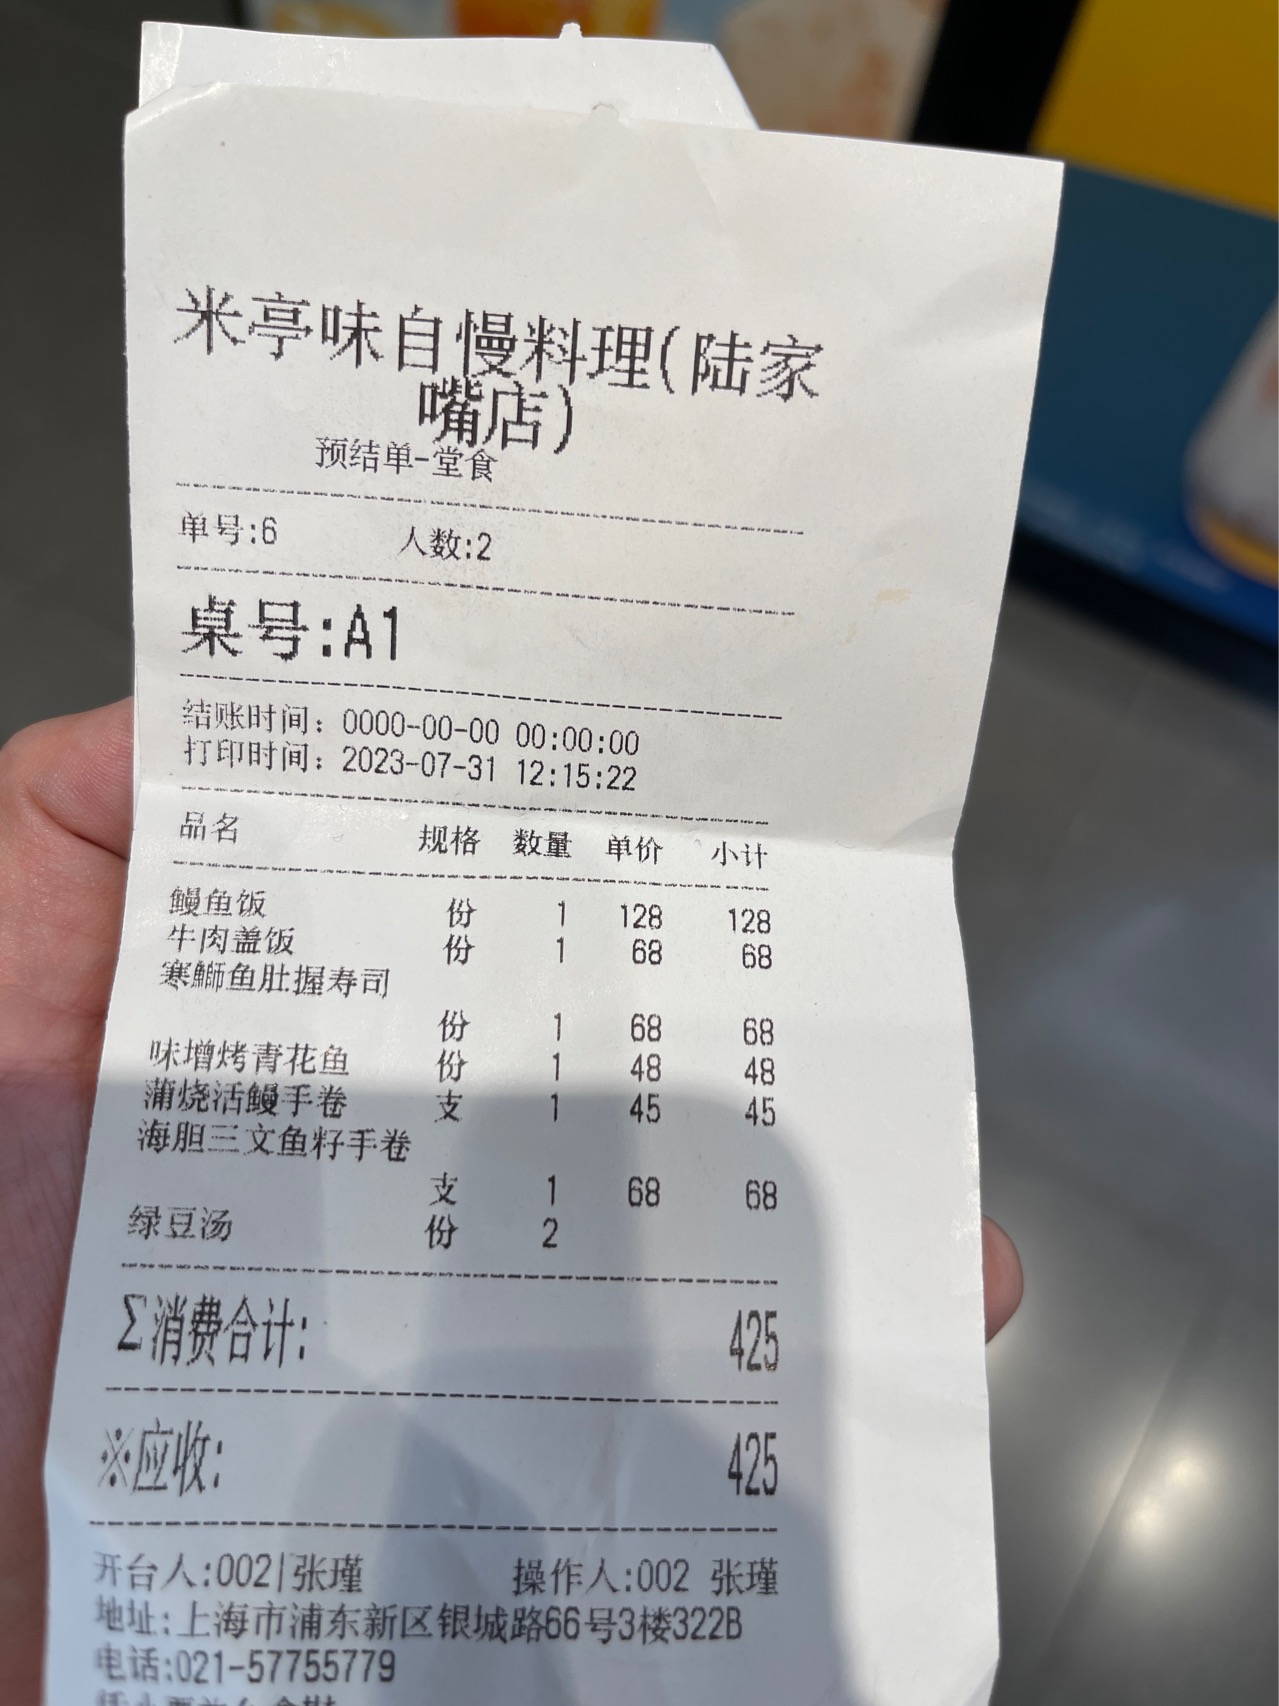 米亭味自慢料理(陆家
嘴店)
预结单-堂食
单号:6 人数:2
桌号:A1
结账时间: 0000-00-00 00:00:00
打印时间: 2023-07-31 12:15:22
品名 规格 数量 单价 小计
鳗鱼饭 份 1 128 128
牛肉盖饭 份 1 68 68
寒鰤鱼肚握寿司
份 1 68 68
味增烤青花鱼 份 1 48 48
蒲烧活鳗手卷 支 1 45 45
海胆三文鱼籽手卷
支 1 68 68
绿豆汤 份 2
Σ消费合计: 425
※应收: 425
开台人:002|张瑾 操作人:002 张瑾
地址:上海市浦东新区银城路66号3楼322B
电话:021-57755779